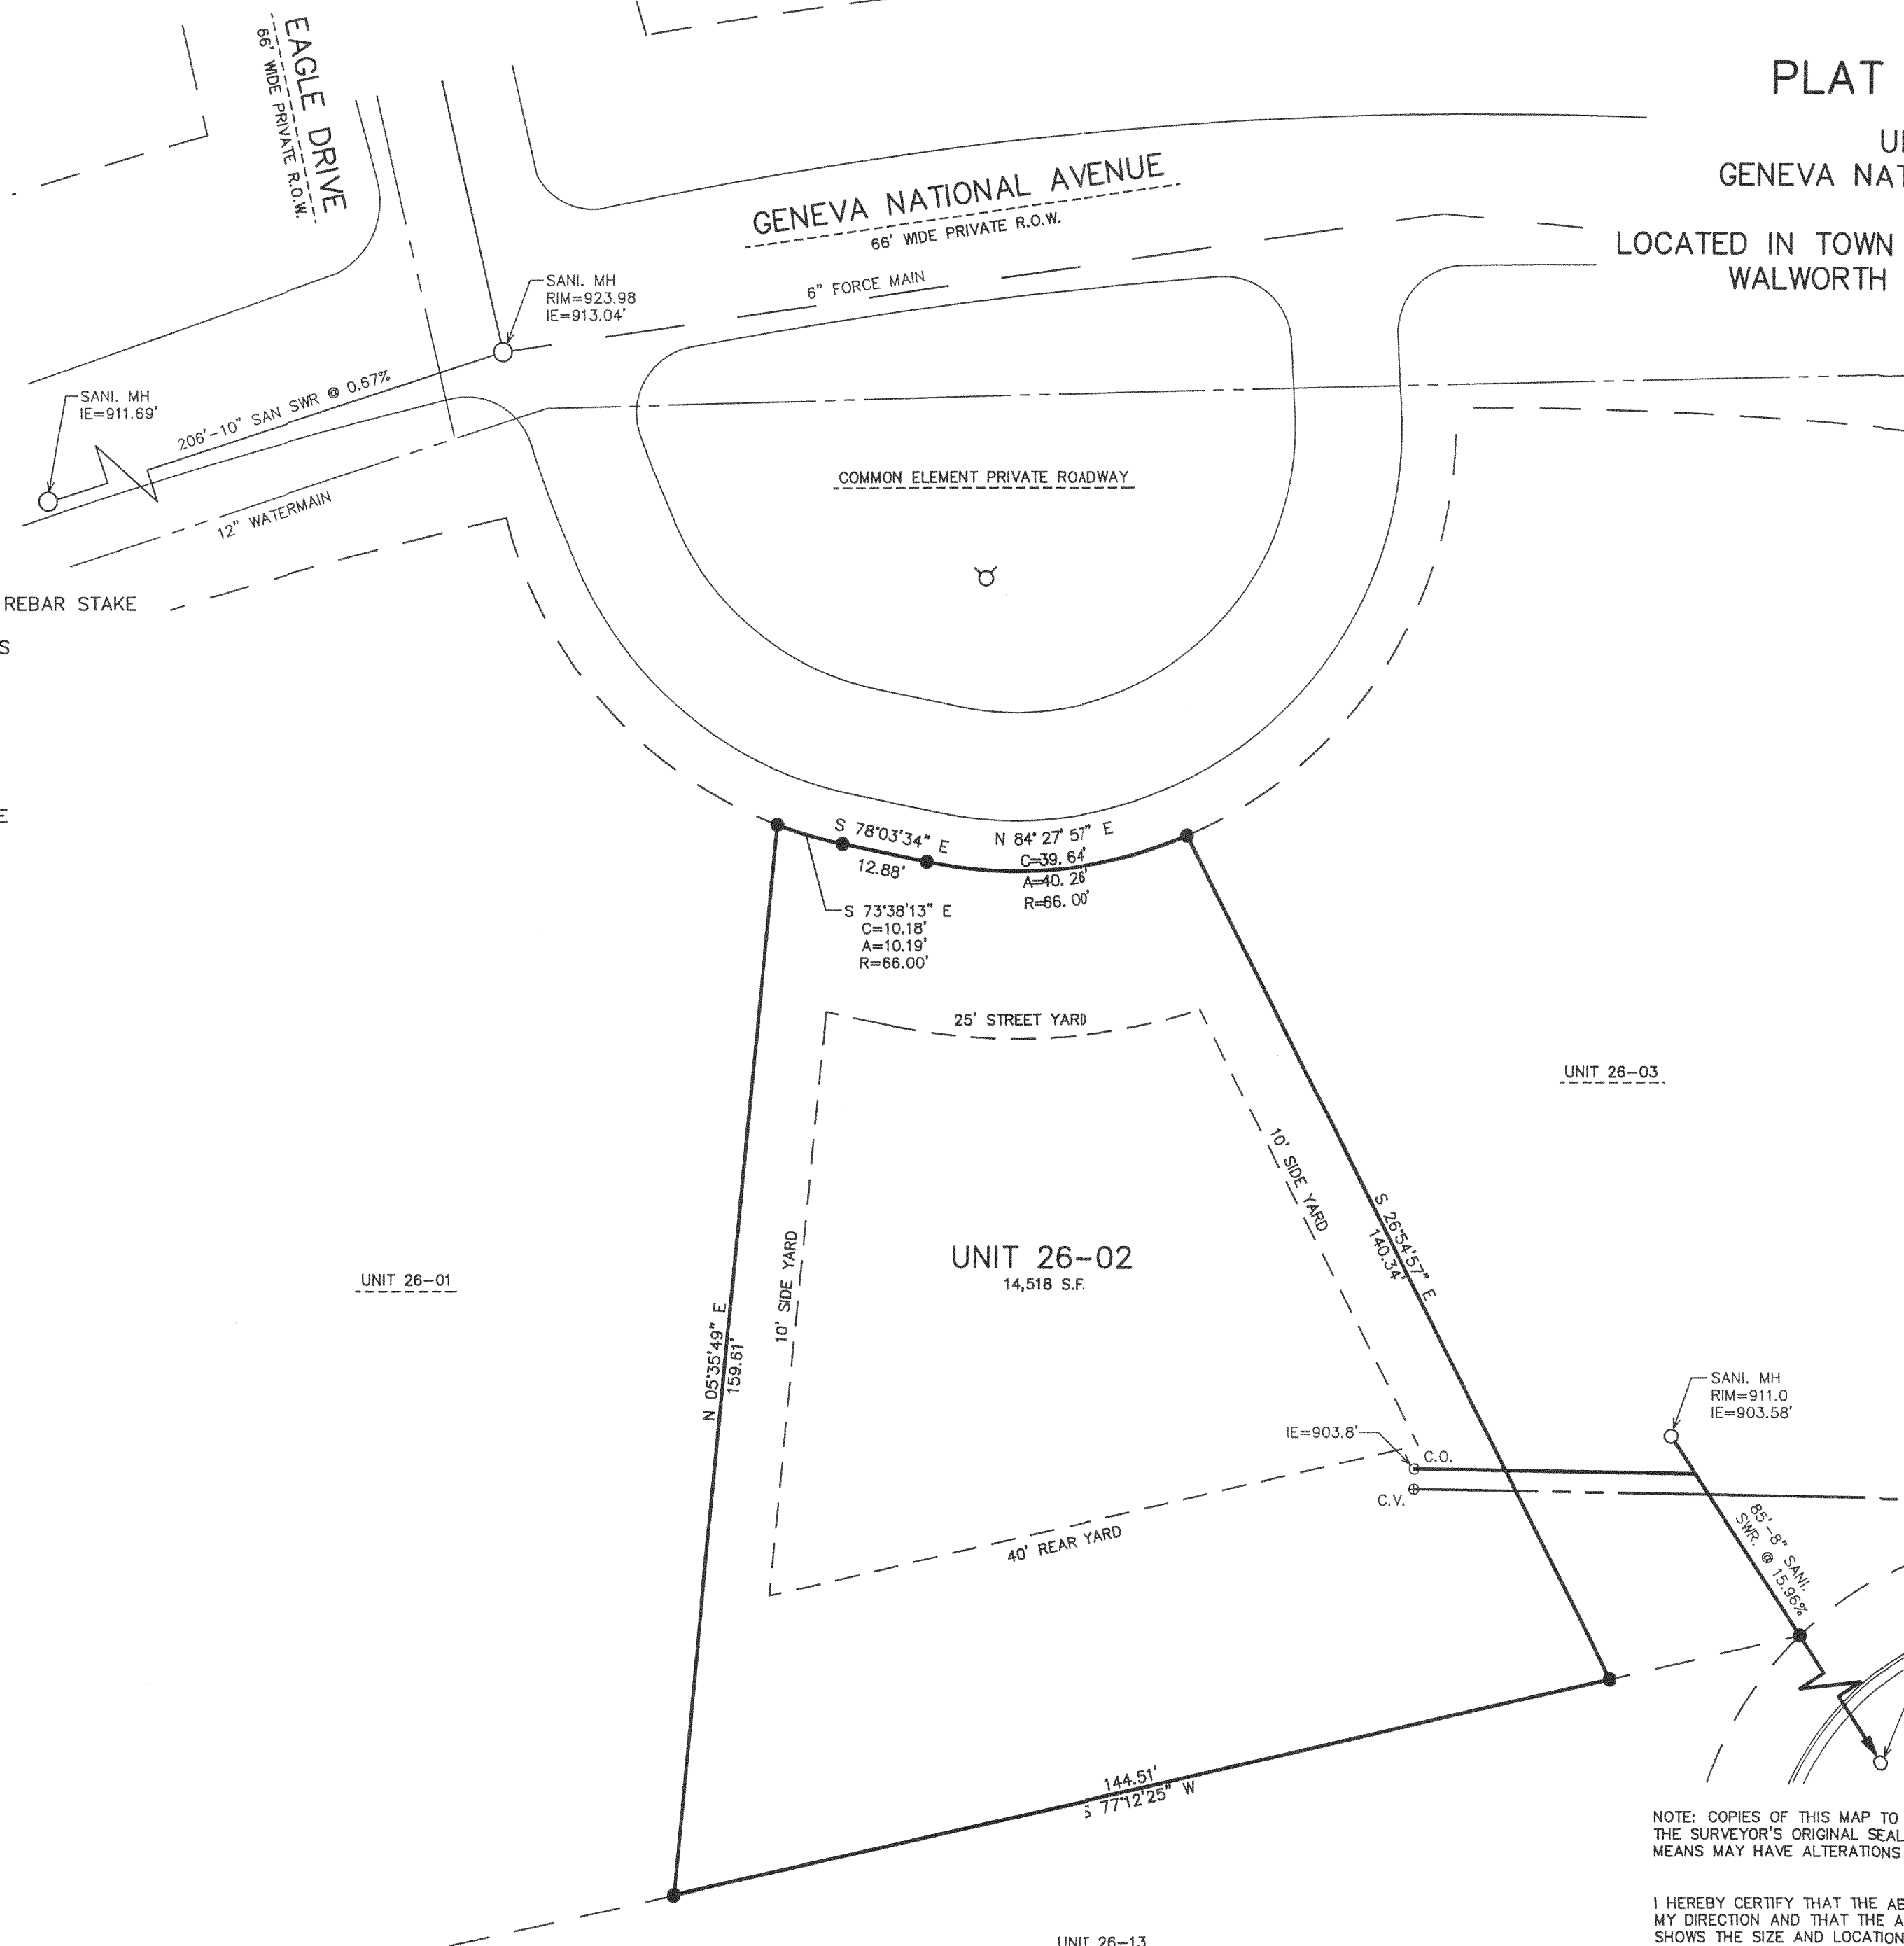 EAGLE DRIVE
66' WIDE PRIVATE R.O.W.
PLAT
GENEVA NATIONAL AVENUE
66' WIDE PRIVATE R.O.W.
GENEVA NAT
LOCATED IN TOWN
WALWORTH
SANI. MH
RIM=923.98
IE=913.04'
6" FORCE MAIN
SANI. MH
IE=911.69'
206'-10" SAN SWR @ 0.67%
12" WATERMAIN
COMMON ELEMENT PRIVATE ROADWAY
REBAR STAKE
S
E
S 78°03'34" E
12.88'
N 84° 27' 57" E
C=39.64'
A=40.26'
R=66.00'
S 73°38'13" E
C=10.18'
A=10.19'
R=66.00'
25' STREET YARD
UNIT 26-03
10' SIDE YARD
S 26°54'57" E
140.34'
UNIT 26-02
14,518 S.F.
10' SIDE YARD
UNIT 26-01
N 05°35'49" E
159.61'
SANI. MH
RIM=911.0
IE=903.58'
IE=903.8'
C.O.
C.V.
85'-8" SANI.
SWR. @ 15.96%
40' REAR YARD
144.51'
S 77°12'25" W
NOTE: COPIES OF THIS MAP TO
THE SURVEYOR'S ORIGINAL SEAL
MEANS MAY HAVE ALTERATIONS
I HEREBY CERTIFY THAT THE AB
MY DIRECTION AND THAT THE A
SHOWS THE SIZE AND LOCATION
UNIT 26-13